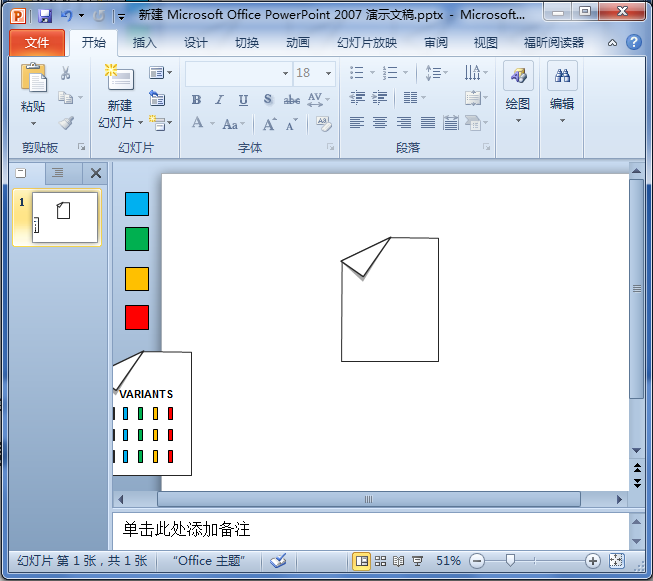 新建 Microsoft Office PowerPoint 2007 演示文稿.pptx - Microsoft...
文件 开始 插入 设计 切换 动画 幻灯片放映 审阅 视图 福昕阅读器
18
粘贴 新建 幻灯片 B I U S abc AV 绘图 编辑
A Aa A A
剪贴板 幻灯片 字体 段落
1
VARIANTS
单击此处添加备注
幻灯片 第 1 张，共 1 张 "Office 主题" 51%